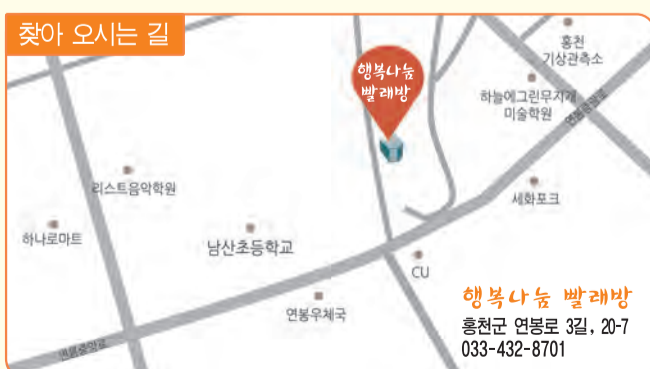 찾아 오시는 길
행복나눔
빨래방
홍천
기상관측소
하늘에그린무지개
미술학원
연봉중앙로
리스트음악학원
세화포크
하나로마트
남산초등학교
CU
연봉우체국
연봉중앙로
행복나눔 빨래방
홍천군 연봉로 3길, 20-7
033-432-8701